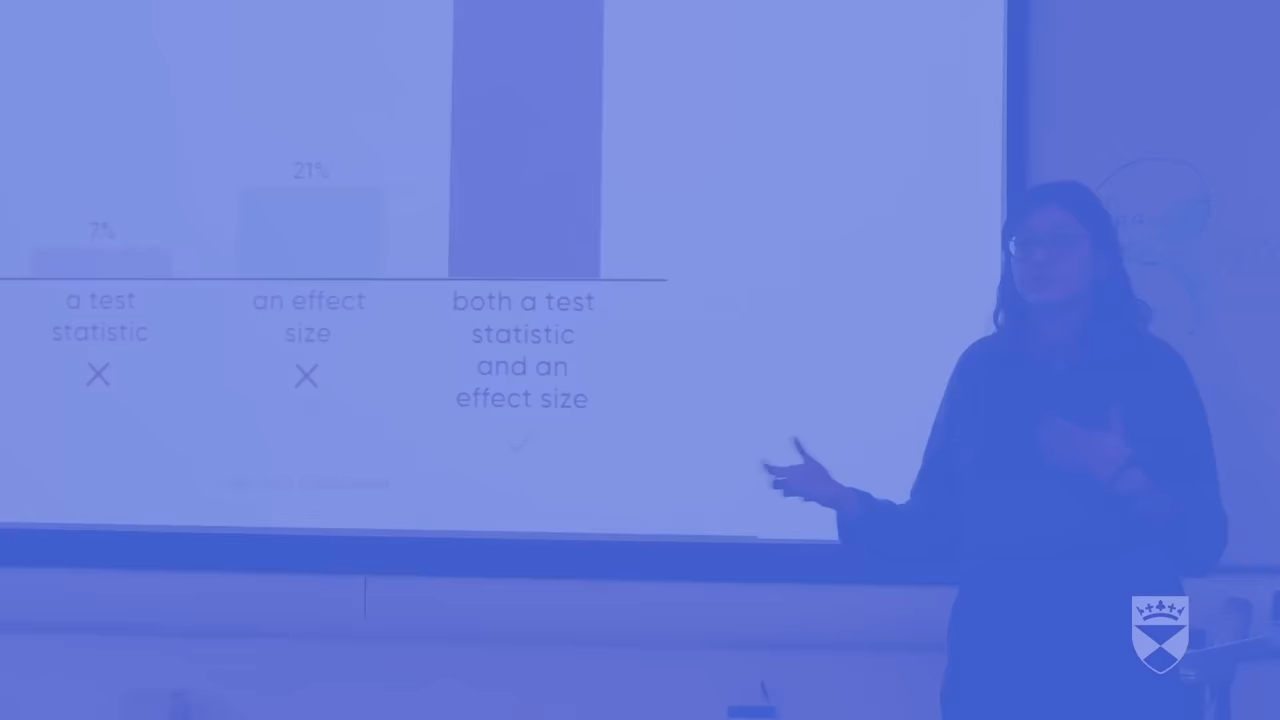 21%
7%
a test
statistic
an effect
size
both a test
statistic
and an
effect size